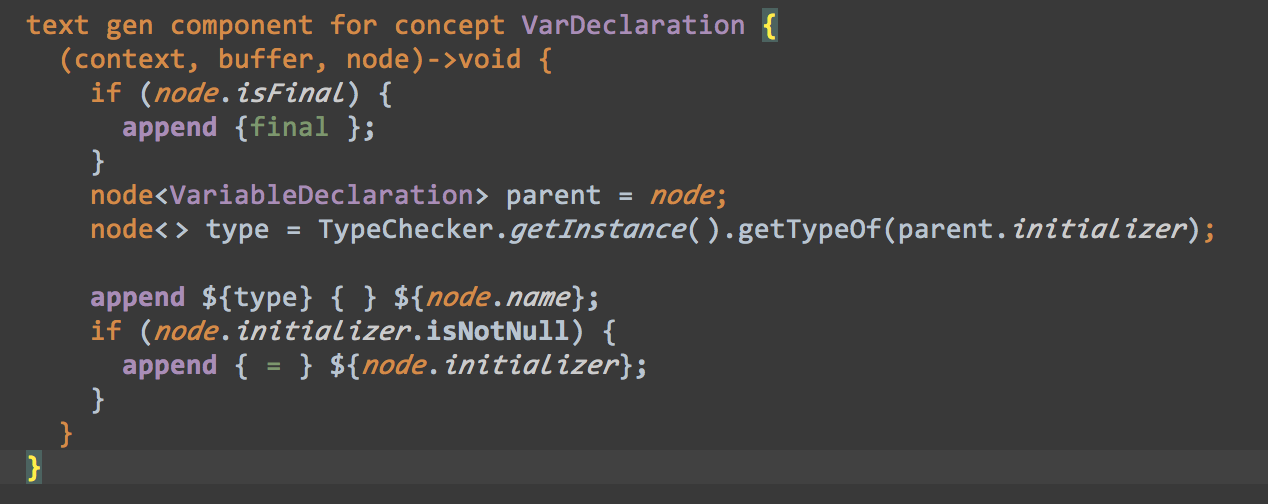 text gen component for concept VarDeclaration {
(context, buffer, node)->void {
if (node.isFinal) {
append {final };
}
node<VariableDeclaration> parent = node;
node<> type = TypeChecker.getInstance().getTypeOf(parent.initializer);
append ${type} { } ${node.name};
if (node.initializer.isNotNull) {
append { = } ${node.initializer};
}
}
}